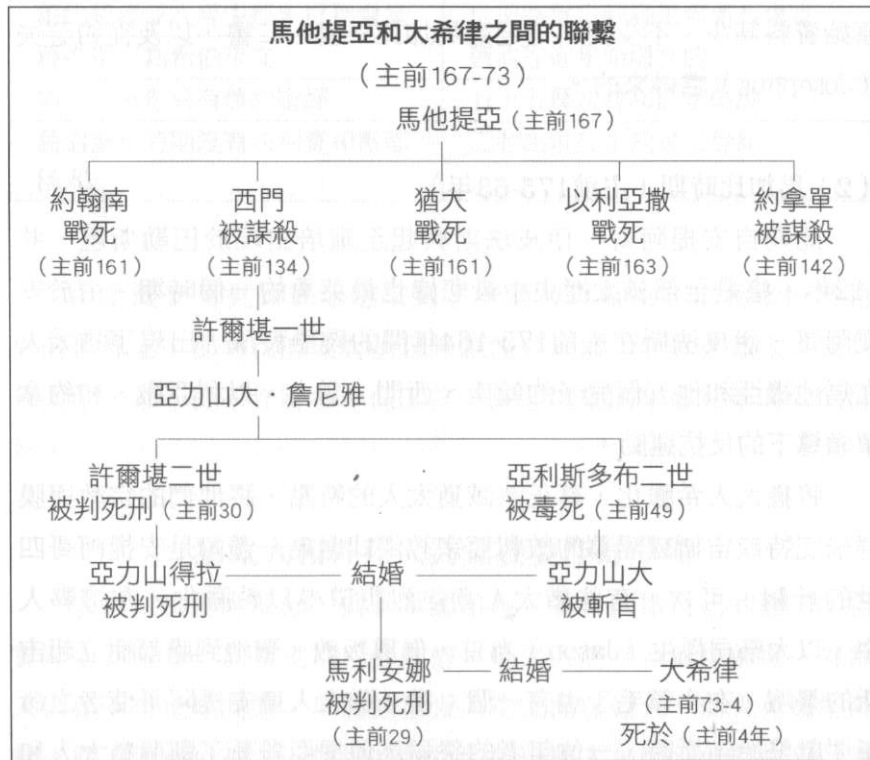 馬他提亞和大希律之間的聯繫
（主前167-73）
馬他提亞（主前167）
約翰南 西門 猶大 以利亞撒 約拿單
戰死 被謀殺 戰死 戰死 被謀殺
（主前161） （主前134） （主前161） （主前163） （主前142）
許爾堪一世
亞力山大·詹尼雅
許爾堪二世 亞利斯多布二世
被判死刑（主前30） 被毒死（主前49）
亞力山得拉 結婚 亞力山大
被判死刑 被斬首
馬利安娜 結婚 大希律
被判死刑 （主前73-4）
（主前29） 死於（主前4年）